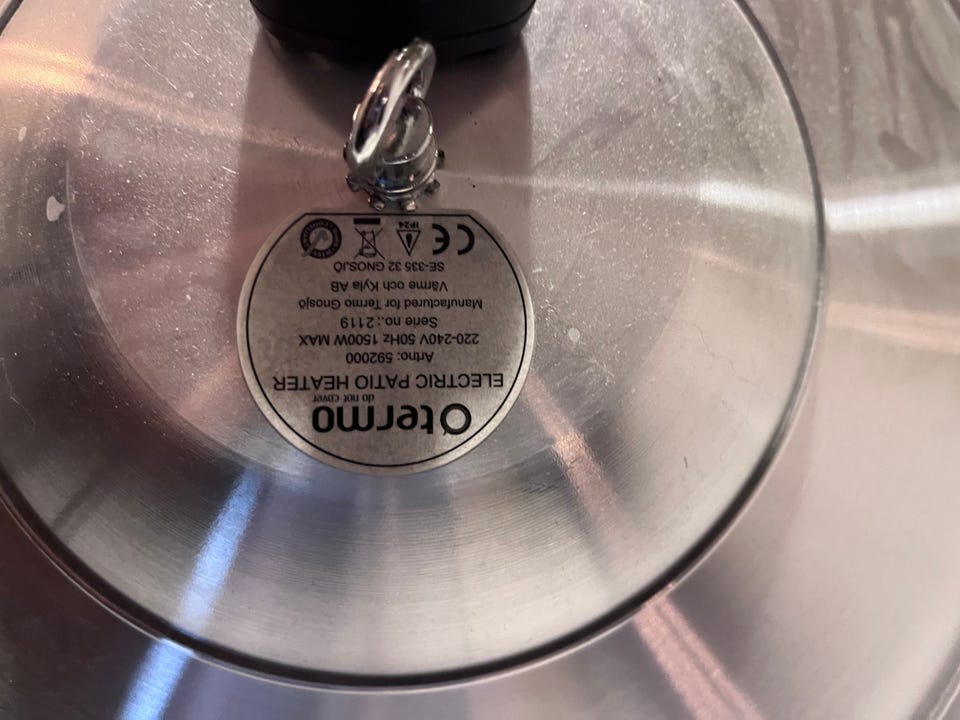 termo
do not cover
ELECTRIC PATIO HEATER
Artno: 592000
220-240V 50Hz 1500W MAX
Serie no.: 2119
Manufactured for Termo Gnosjö
Värme och Kyla AB
SE-335 32 GNOSJÖ
CE IP24